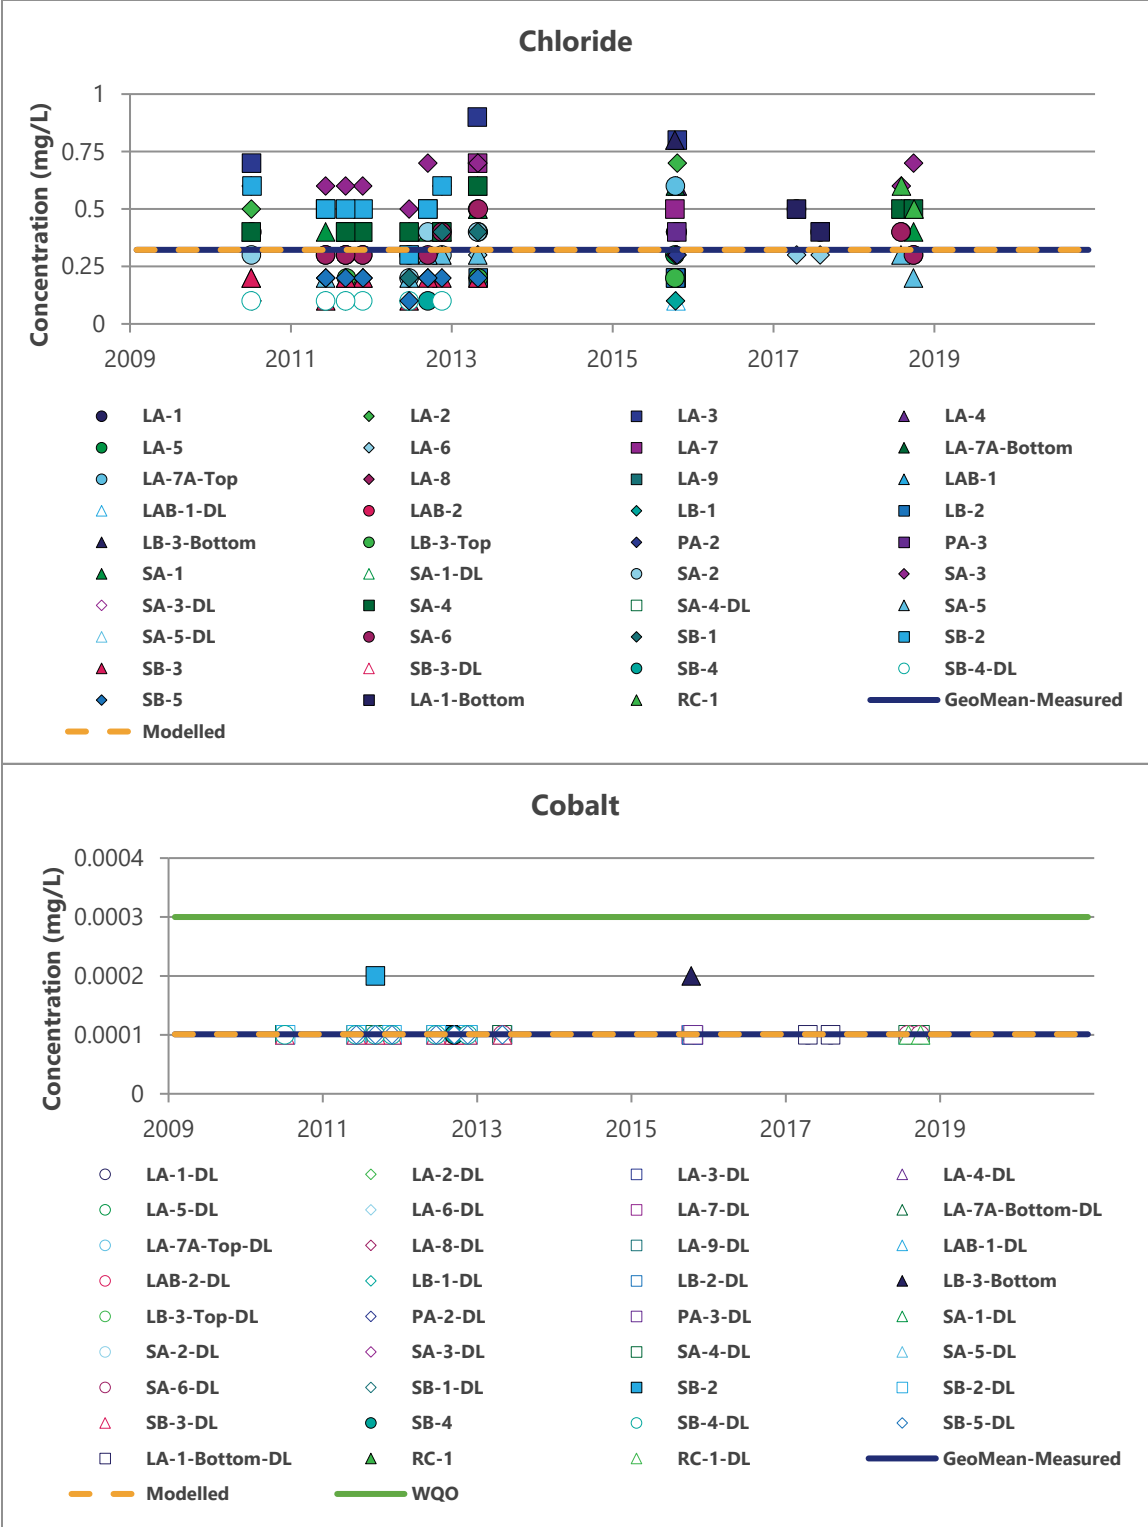 Chloride
Concentration (mg/L)
1
0.75
0.5
0.25
0
2009 2011 2013 2015 2017 2019
LA-1 LA-2 LA-3 LA-4
LA-5 LA-6 LA-7 LA-7A-Bottom
LA-7A-Top LA-8 LA-9 LAB-1
LAB-1-DL LAB-2 LB-1 LB-2
LB-3-Bottom LB-3-Top PA-2 PA-3
SA-1 SA-1-DL SA-2 SA-3
SA-3-DL SA-4 SA-4-DL SA-5
SA-5-DL SA-6 SB-1 SB-2
SB-3 SB-3-DL SB-4 SB-4-DL
SB-5 LA-1-Bottom RC-1 GeoMean-Measured
Modelled
Cobalt
Concentration (mg/L)
0.0004
0.0003
0.0002
0.0001
0
2009 2011 2013 2015 2017 2019
LA-1-DL LA-2-DL LA-3-DL LA-4-DL
LA-5-DL LA-6-DL LA-7-DL LA-7A-Bottom-DL
LA-7A-Top-DL LA-8-DL LA-9-DL LAB-1-DL
LAB-2-DL LB-1-DL LB-2-DL LB-3-Bottom
LB-3-Top-DL PA-2-DL PA-3-DL SA-1-DL
SA-2-DL SA-3-DL SA-4-DL SA-5-DL
SA-6-DL SB-1-DL SB-2 SB-2-DL
SB-3-DL SB-4 SB-4-DL SB-5-DL
LA-1-Bottom-DL RC-1 RC-1-DL GeoMean-Measured
Modelled WQO